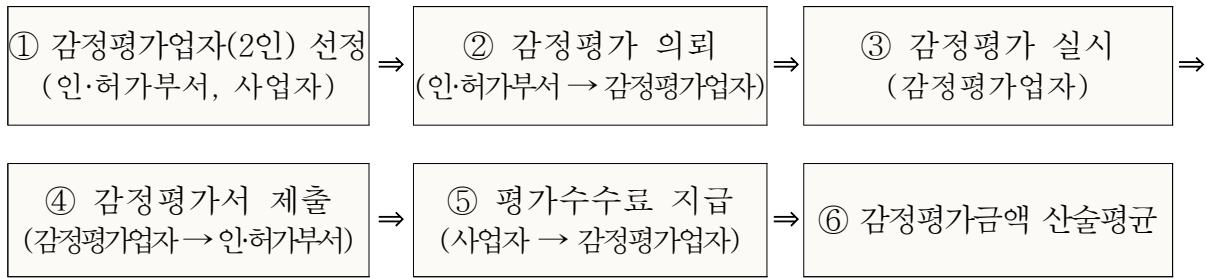 ① 감정평가업자(2인) 선정
(인·허가부서, 사업자)
⇒
② 감정평가 의뢰
(인·허가부서 → 감정평가업자)
⇒
③ 감정평가 실시
(감정평가업자)
⇒
④ 감정평가서 제출
(감정평가업자 → 인·허가부서)
⇒
⑤ 평가수수료 지급
(사업자 → 감정평가업자)
⇒
⑥ 감정평가금액 산술평균